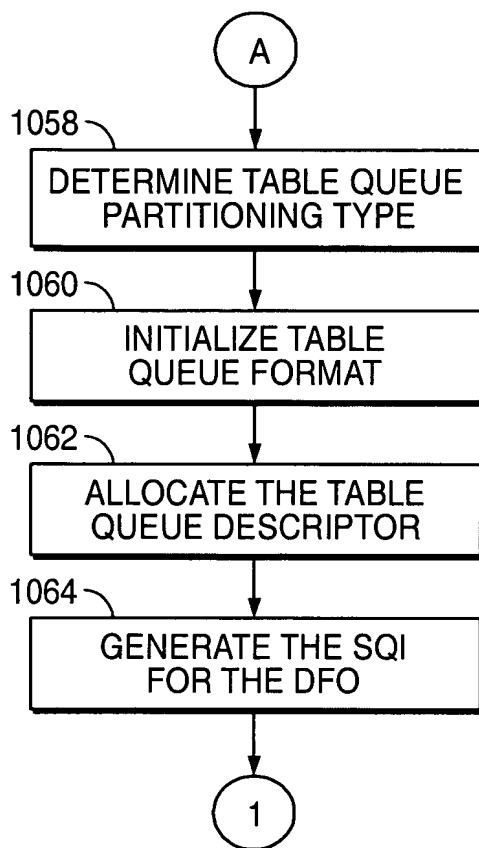 A
1058
DETERMINE TABLE QUEUE
PARTITIONING TYPE
1060
INITIALIZE TABLE
QUEUE FORMAT
1062
ALLOCATE THE TABLE
QUEUE DESCRIPTOR
1064
GENERATE THE SQI
FOR THE DFO
1